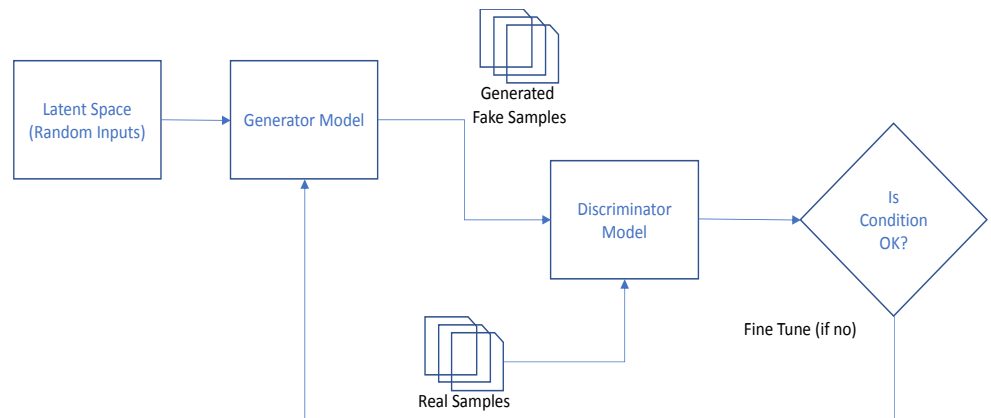 Latent Space
(Random Inputs)
Generator Model
Generated
Fake Samples
Discriminator
Model
Is
Condition
OK?
Fine Tune (if no)
Real Samples